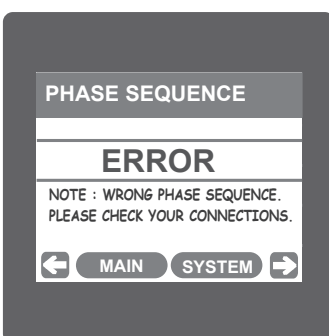 PHASE SEQUENCE
ERROR
NOTE : WRONG PHASE SEQUENCE.
PLEASE CHECK YOUR CONNECTIONS.
MAIN SYSTEM